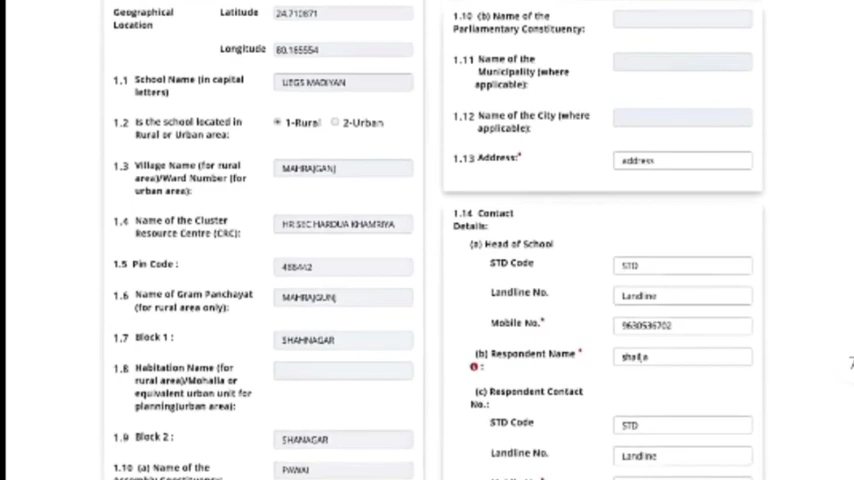 Geographical Location
Latitude 24.710871
Longitude 80.165554
1.1 School Name (in capital letters)
UEGS MADIYAN
1.2 Is the school located in Rural or Urban area:
1-Rural 2-Urban
1.3 Village Name (for rural area)/Ward Number (for urban area):
MAHRAJGANJ
1.4 Name of the Cluster Resource Centre (CRC):
HR SEC HARDUA KHAMRIYA
1.5 Pin Code :
488442
1.6 Name of Gram Panchayat (for rural area only):
MAHRAJGUNJ
1.7 Block 1 :
SHAHNAGAR
1.8 Habitation Name (for rural area)/Mohalla or equivalent urban unit for planning(urban area):
1.9 Block 2 :
SHANAGAR
1.10 (a) Name of the Assembly Constituency:
PAWAI
1.10 (b) Name of the Parliamentary Constituency:
1.11 Name of the Municipality (where applicable):
1.12 Name of the City (where applicable):
1.13 Address:*
address
1.14 Contact Details:
(a) Head of School
STD Code
STD
Landline No.
Landline
Mobile No.*
9630536702
(b) Respondent Name * :
shailja
(c) Respondent Contact No.:
STD Code
STD
Landline No.
Landline
7